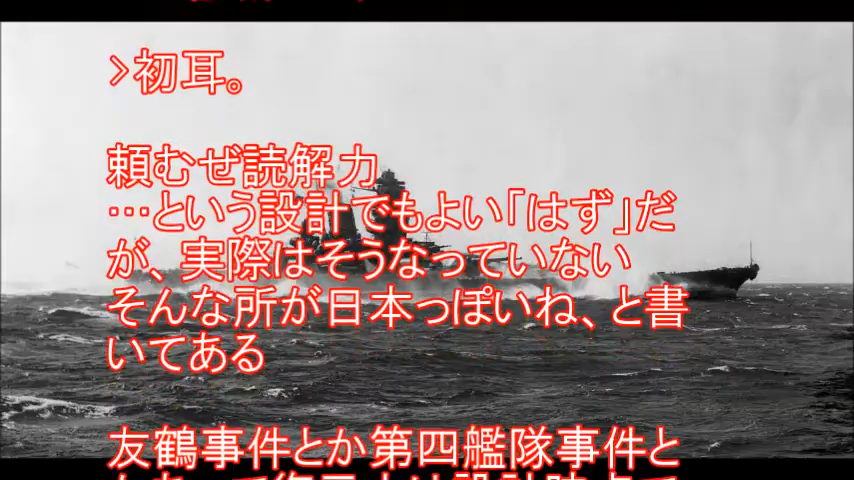 >初耳。
頼むぜ読解力
…という設計でもよい「はず」だ
が、実際はそうなっていない
そんな所が日本っぽいね、と書
いてある
友鶴事件とか第四艦隊事件と